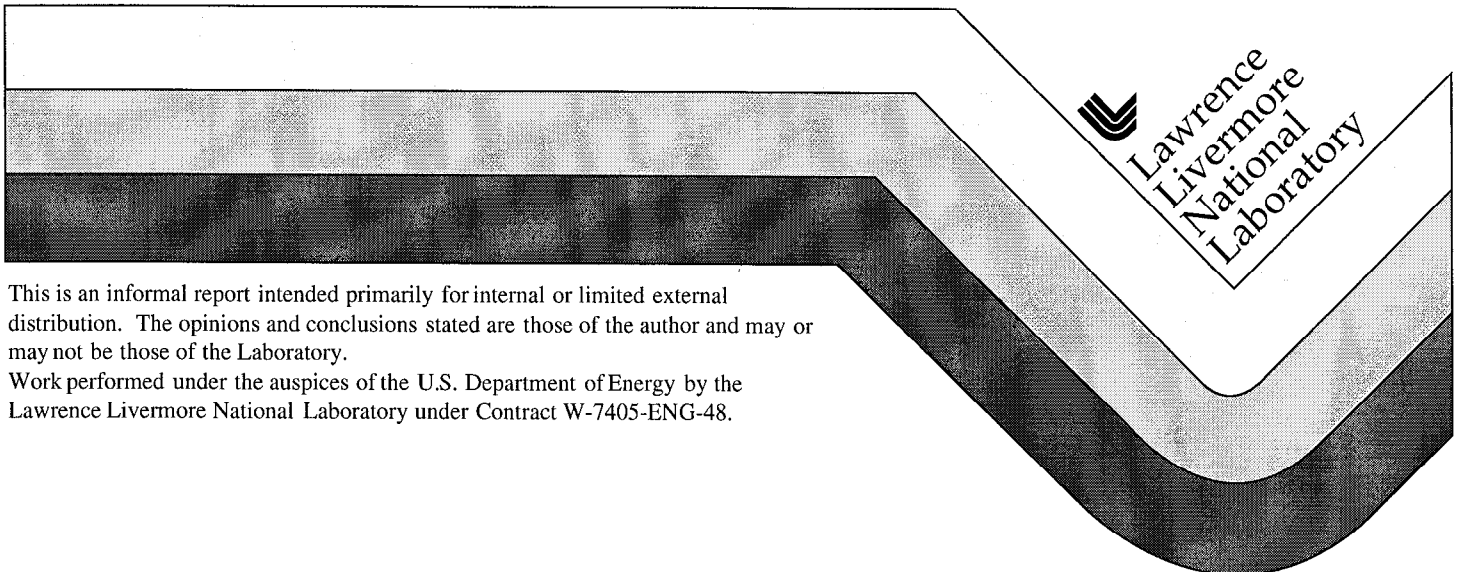 Lawrence
Livermore
National
Laboratory
This is an informal report intended primarily for internal or limited external
distribution. The opinions and conclusions stated are those of the author and may or
may not be those of the Laboratory.
Work performed under the auspices of the U.S. Department of Energy by the
Lawrence Livermore National Laboratory under Contract W-7405-ENG-48.